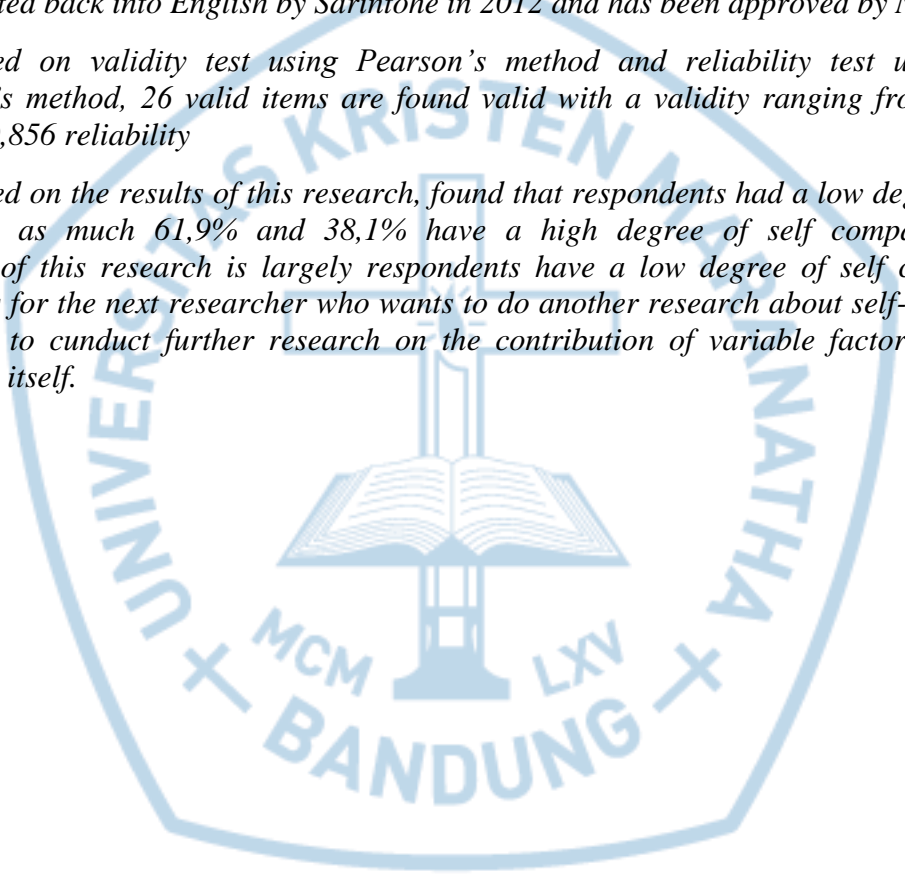 ted back into English by Sarintone in 2012 and has been approved by
ed on validity test using Pearson's method and reliability test
's method, 26 valid items are found valid with a validity ranging
,856 reliability
ed on the results of this research, found that respondents had a low
as much 61,9% and 38,1% have a high degree of self
of this research is largely respondents have a low degree of self
for the next researcher who wants to do another research about self-
to cunduct further research on the contribution of variable
itself.
UNIVERSITAS KRISTEN MARANATHA
MCM LXV
BANDUNG